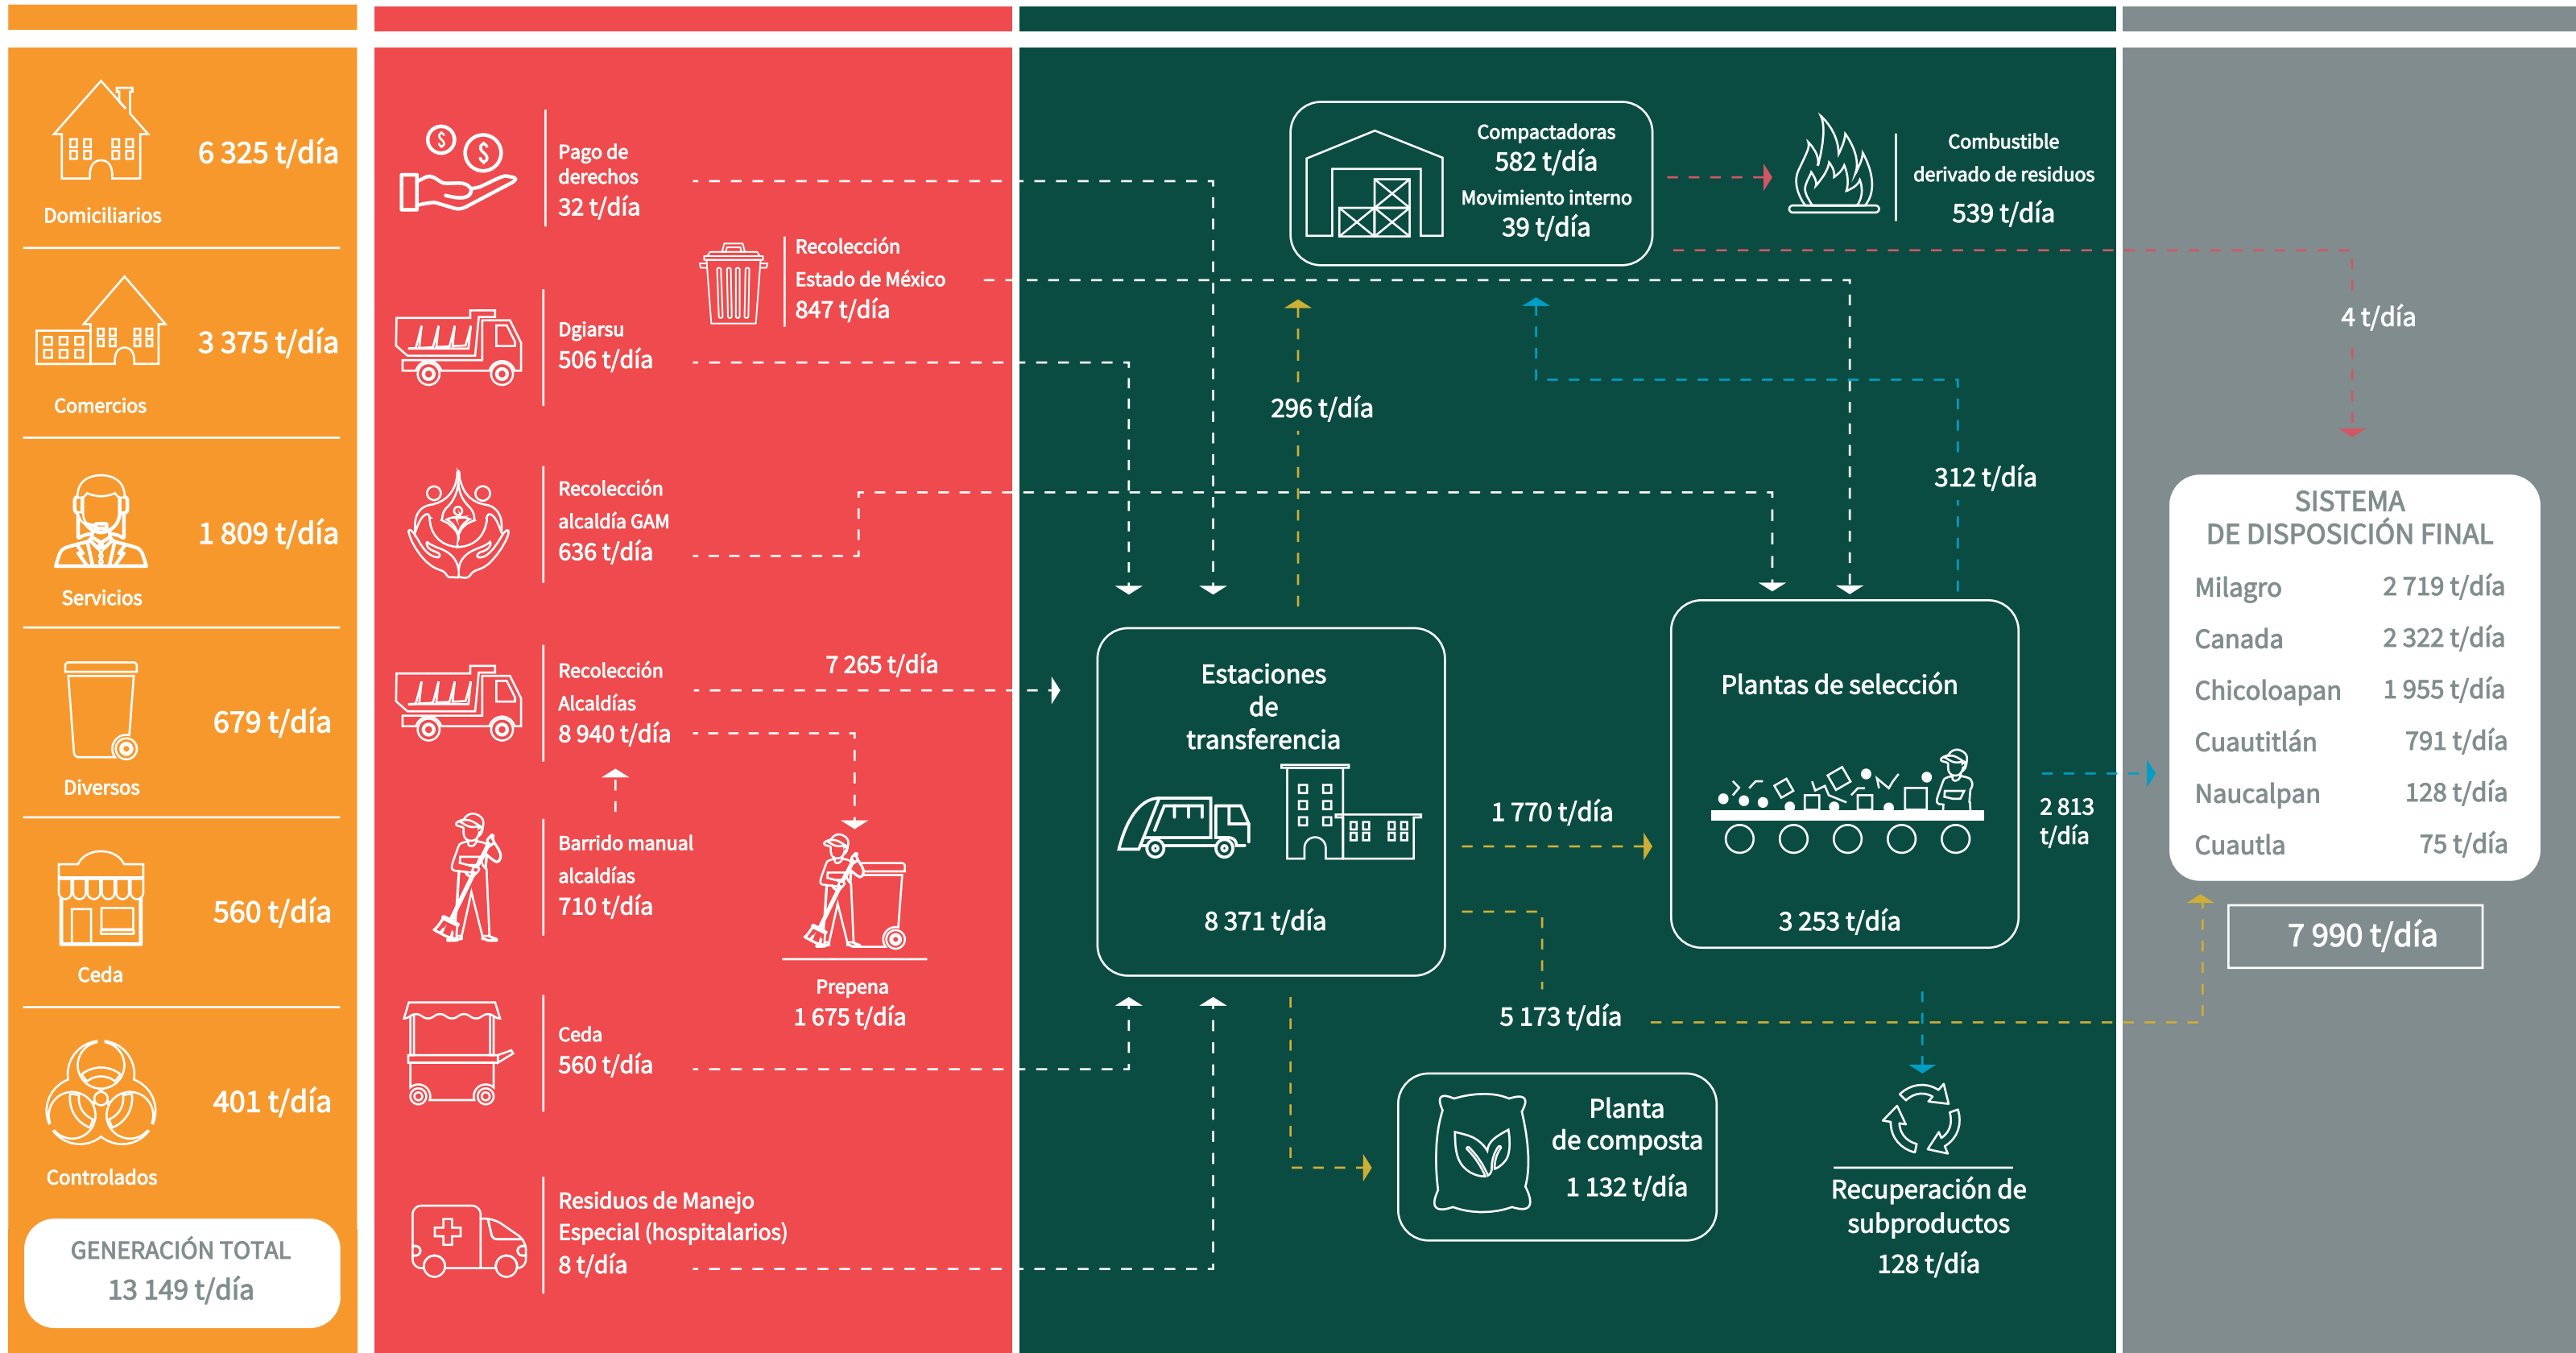 6 325 t/día
Domiciliarios
3 375 t/día
Comercios
1 809 t/día
Servicios
679 t/día
Diversos
560 t/día
Ceda
401 t/día
Controlados
GENERACIÓN TOTAL
13 149 t/día
$ $
Pago de
derechos
32 t/día
Recolección
Estado de México
847 t/día
Dgiarsu
506 t/día
Recolección
alcaldía GAM
636 t/día
Recolección
Alcaldías
8 940 t/día
7 265 t/día
Barrido manual
alcaldías
710 t/día
Prepena
1 675 t/día
Ceda
560 t/día
Residuos de Manejo
Especial (hospitalarios)
8 t/día
Compactadoras
582 t/día
Movimiento interno
39 t/día
Combustible
derivado de residuos
539 t/día
296 t/día
312 t/día
Estaciones
de
transferencia
8 371 t/día
1 770 t/día
Plantas de selección
3 253 t/día
2 813
t/día
5 173 t/día
Planta
de composta
1 132 t/día
Recuperación de
subproductos
128 t/día
4 t/día
SISTEMA
DE DISPOSICIÓN FINAL
Milagro 2 719 t/día
Canada 2 322 t/día
Chicoloapan 1 955 t/día
Cuautitlán 791 t/día
Naucalpan 128 t/día
Cuautla 75 t/día
7 990 t/día